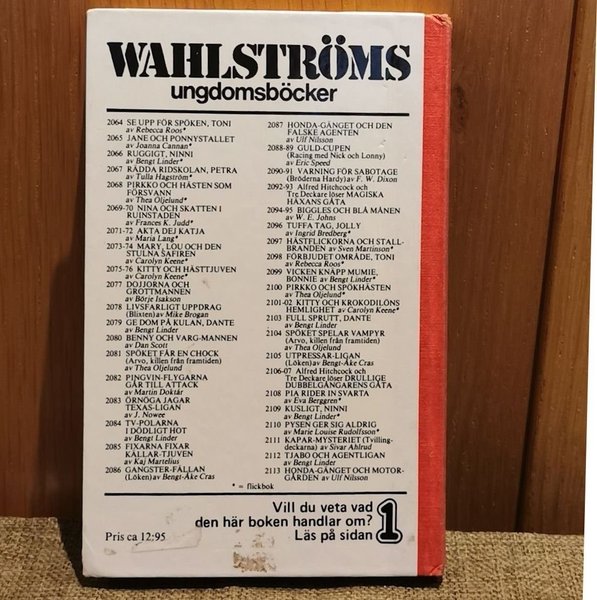 WAHLSTRÖMS
ungdomsböcker
2064 SE UPP FÖR SPÖKEN, TONI
av Rebecca Roos*
2065 JANE OCH PONNYSTALLET
av Joanna Cannan*
2066 RUGGIGT, NINNI
av Bengt Linder*
2067 RÄDDA RIDSKOLAN, PETRA
av Tulla Hagström*
2068 PIRKKO OCH HÄSTEN SOM
FÖRSVANN
av Thea Oljelund*
2069-70 NINA OCH SKATTEN I
RUINSTADEN
av Frances K. Judd*
2071-72 AKTA DEJ KATJA
av Maria Lang*
2073-74 MARY, LOU OCH DEN
STULNA SAFIREN
av Carolyn Keene*
2075-76 KITTY OCH HÄSTTJUVEN
av Carolyn Keene*
2077 DOJJORNA OCH
GROTTMANNEN
av Börje Isakson
2078 LIVSFARLIGT UPPDRAG
(Blixten) av Mike Brogan
2079 GE DOM PÅ KULAN, DANTE
av Bengt Linder
2080 BENNY OCH VARG-MANNEN
av Dan Scott
2081 SPÖKET FÅR EN CHOCK
(Arvo, killen från framtiden)
av Thea Oljelund
2082 PINGVIN-FLYGARNA
GÅR TILL ATTACK
av Martin Doktár
2083 ÖRNÖGA JAGAR
TEXAS-LIGAN
av J. Nowee
2084 TV-POLARNA
I DÖDLIGT HOT
av Bengt Linder
2085 FIXARNA FIXAR
KÄLLAR-TJUVEN
av Kaj Martelius
2086 GANGSTER-FÄLLAN
(Löken) av Bengt-Åke Cras
2087 HONDA-GÄNGET OCH DEN
FALSKE AGENTEN
av Ulf Nilsson
2088-89 GULD-CUPEN
(Racing med Nick och Lonny)
av Eric Speed
2090-91 VARNING FÖR SABOTAGE
(Bröderna Hardy) av F. W. Dixon
2092-93 Alfred Hitchcock och
Tre Deckare löser MAGISKA
HÄXANS GÅTA
2094-95 BIGGLES OCH BLÅ MÅNEN
av W. E. Johns
2096 TUFFA TAG, JOLLY
av Ingrid Bredberg*
2097 HÄSTFLICKORNA OCH STALL-
BRANDEN av Sven Martinson*
2098 FÖRBJUDET OMRÅDE, TONI
av Rebecca Roos*
2099 VICKEN KNÄPP MUMIE,
BONNIE av Bengt Linder*
2100 PIRKKO OCH SPÖKHÄSTEN
av Thea Oljelund*
2101-02 KITTY OCH KROKODILÖNS
HEMLIGHET av Carolyn Keene*
2103 FULL SPRUTT, DANTE
av Bengt Linder
2104 SPÖKET SPELAR VAMPYR
(Arvo, killen från framtiden)
av Thea Oljelund
2105 UTPRESSAR-LIGAN
(Löken) av Bengt-Åke Cras
2106-07 Alfred Hitchcock och
Tre Deckare löser DRULLIGE
DUBBELGÅNGARENS GÅTA
2108 PIA RIDER IN SVARTA
av Eva Berggren*
2109 KUSLIGT, NINNI
av Bengt Linder*
2110 PYSEN GER SIG ALDRIG
av Marie Louise Rudolfsson*
2111 KAPAR-MYSTERIET (Tvilling-
deckarna) av Sivar Ahlrud
2112 TJABO OCH AGENTLIGAN
av Bengt Linder
2113 HONDA-GÄNGET OCH MOTOR-
GÅRDEN av Ulf Nilsson
* = flickbok
Vill du veta vad
den här boken handlar om?
Läs på sidan 1
Pris ca 12:95